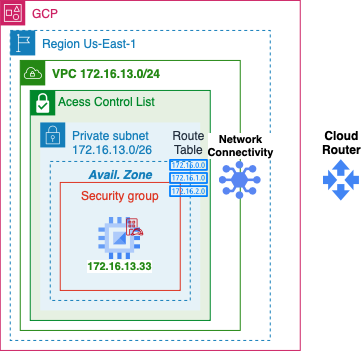 GCP
Region Us-East-1
VPC 172.16.13.0/24
Acess Control List
Private subnet
172.16.13.0/26
Route
Table
Network
Connectivity
Cloud
Router
Avail. Zone
172.16.0.0
172.16.1.0
172.16.2.0
Security group
172.16.13.33